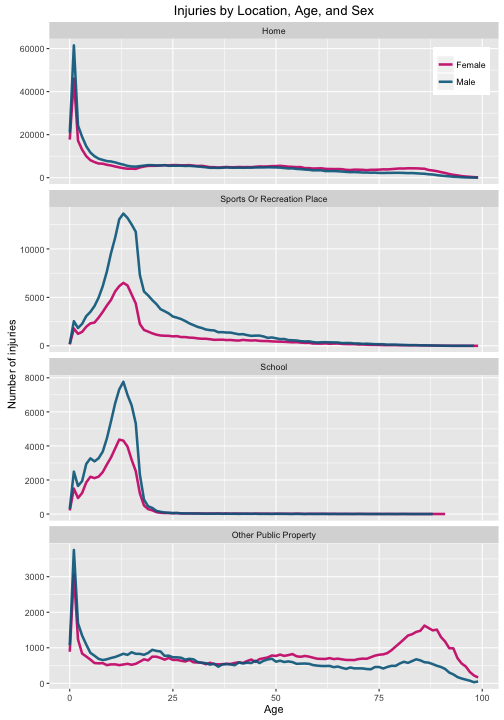 Injuries by Location, Age, and Sex
Home
60000
40000
20000
0
Female
Male
Sports Or Recreation Place
10000
5000
0
School
8000
6000
4000
2000
0
Other Public Property
3000
2000
1000
0
0 25 50 75 100
Age
Number of injuries